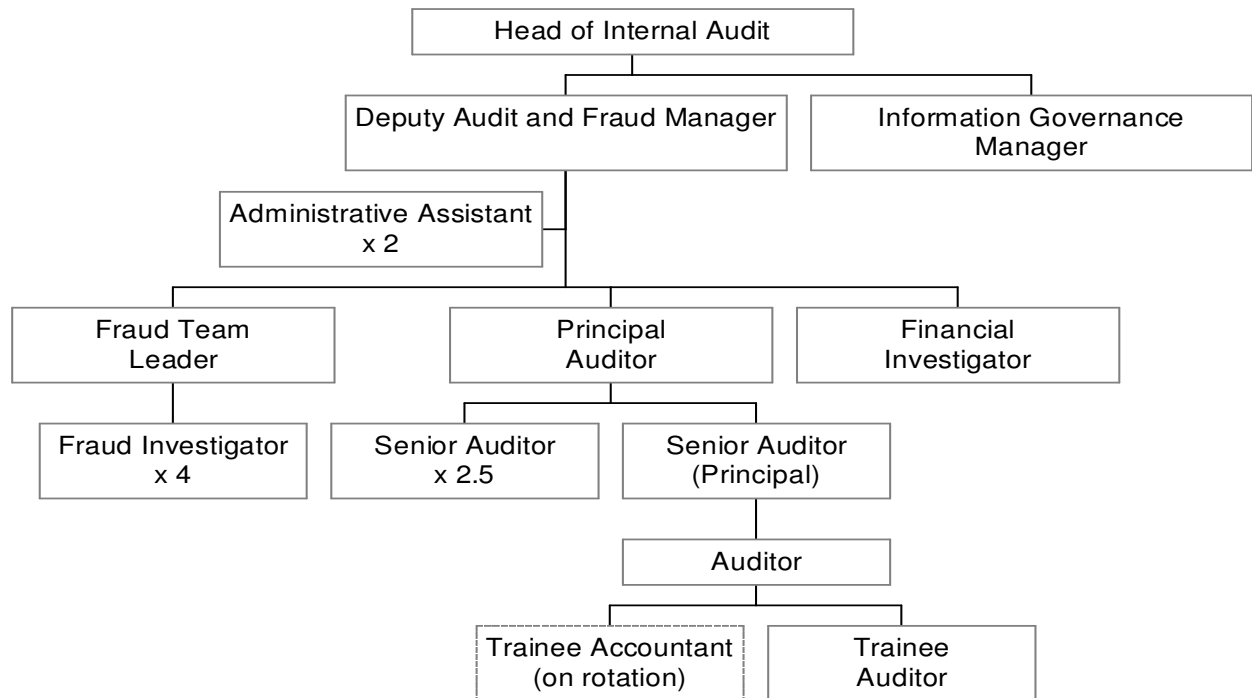 Head of Internal Audit
Deputy Audit and Fraud Manager
Information Governance
Manager
Administrative Assistant
x 2
Fraud Team
Leader
Principal
Auditor
Financial
Investigator
Fraud Investigator
x 4
Senior Auditor
x 2.5
Senior Auditor
(Principal)
Auditor
Trainee Accountant
(on rotation)
Trainee
Auditor